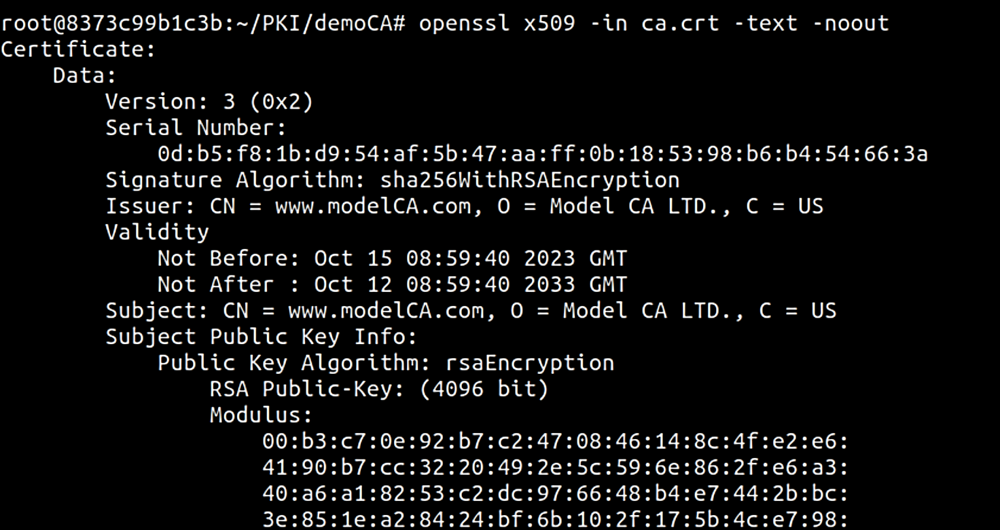 root@8373c99b1c3b:~/PKI/demoCA# openssl x509 -in ca.crt -text -noout
Certificate:
    Data:
        Version: 3 (0x2)
        Serial Number:
            0d:b5:f8:1b:d9:54:af:5b:47:aa:ff:0b:18:53:98:b6:b4:54:66:3a
        Signature Algorithm: sha256WithRSAEncryption
        Issuer: CN = www.modelCA.com, O = Model CA LTD., C = US
        Validity
            Not Before: Oct 15 08:59:40 2023 GMT
            Not After : Oct 12 08:59:40 2033 GMT
        Subject: CN = www.modelCA.com, O = Model CA LTD., C = US
        Subject Public Key Info:
            Public Key Algorithm: rsaEncryption
                RSA Public-Key: (4096 bit)
                Modulus:
                    00:b3:c7:0e:92:b7:c2:47:08:46:14:8c:4f:e2:e6:
                    41:90:b7:cc:32:20:49:2e:5c:59:6e:86:2f:e6:a3:
                    40:a6:a1:82:53:c2:dc:97:66:48:b4:e7:44:2b:bc:
                    3e:85:1e:a2:84:24:bf:6b:10:2f:17:5b:4c:e7:98: